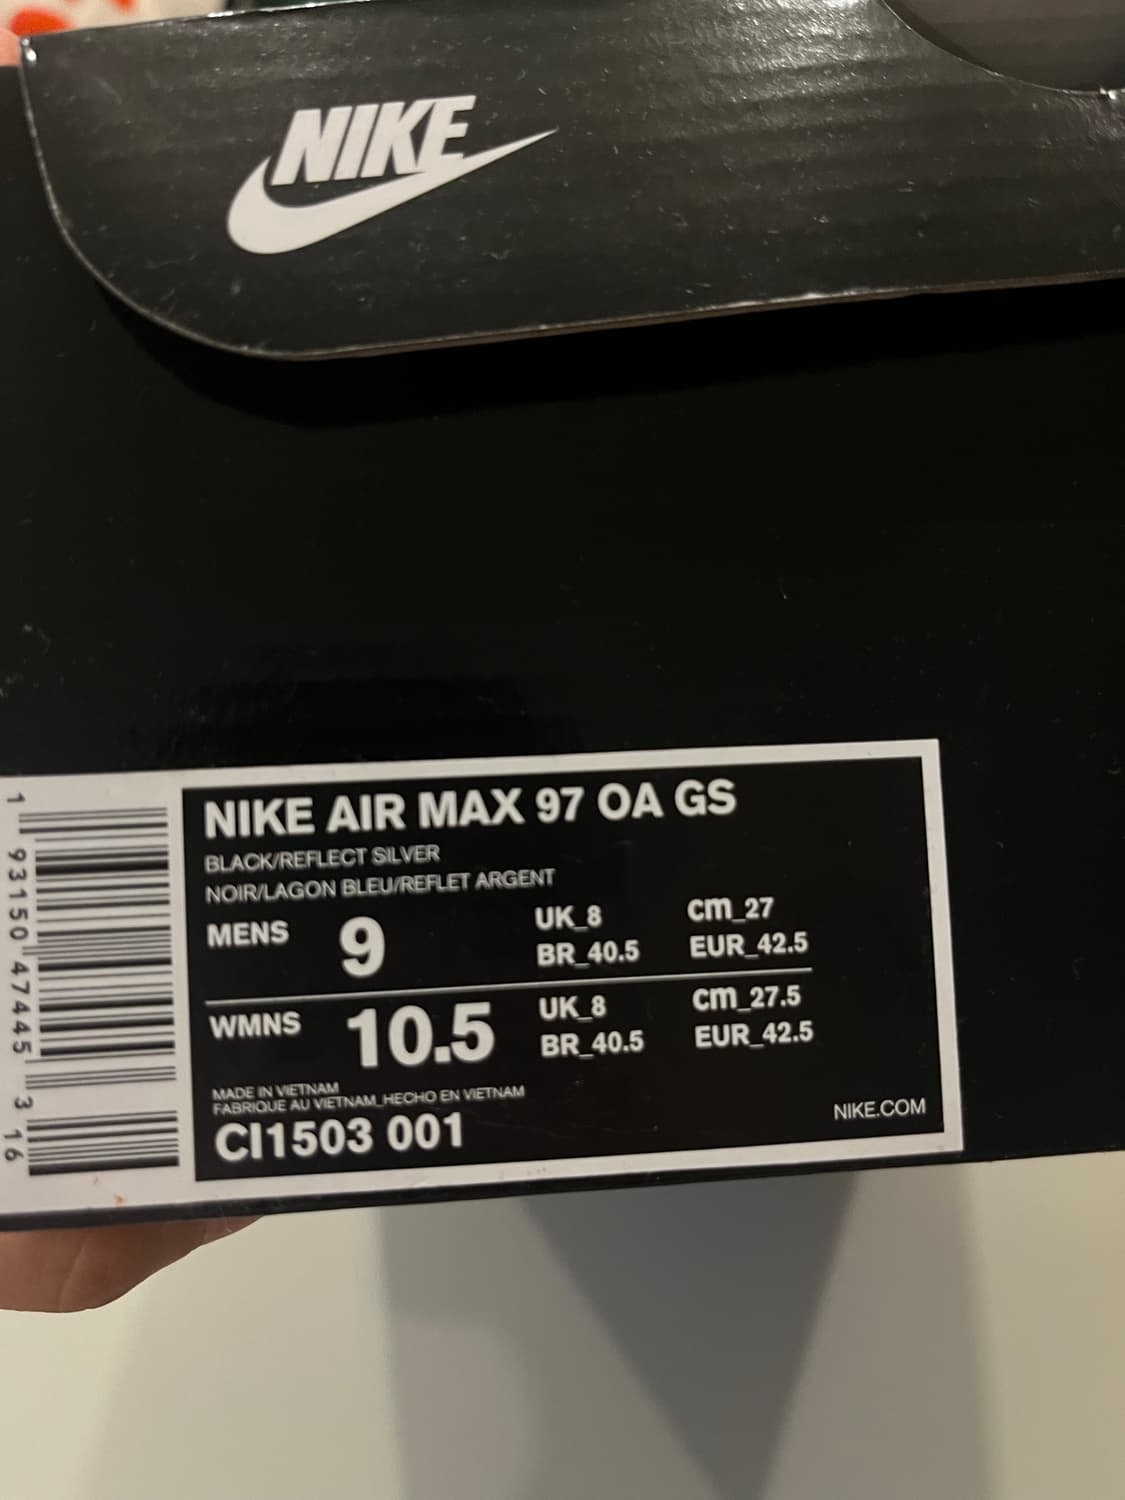 NIKE
NIKE AIR MAX 97 OA GS
BLACK/REFLECT SILVER
NOIR/LAGON BLEU/REFLET ARGENT
MENS 9 UK_8 cm_27
BR_40.5 EUR_42.5
WMNS 10.5 UK_8 cm_27.5
BR_40.5 EUR_42.5
MADE IN VIETNAM
FABRIQUE AU VIETNAM_HECHO EN VIETNAM
CI1503 001
NIKE.COM
1 93150 47445 3 16